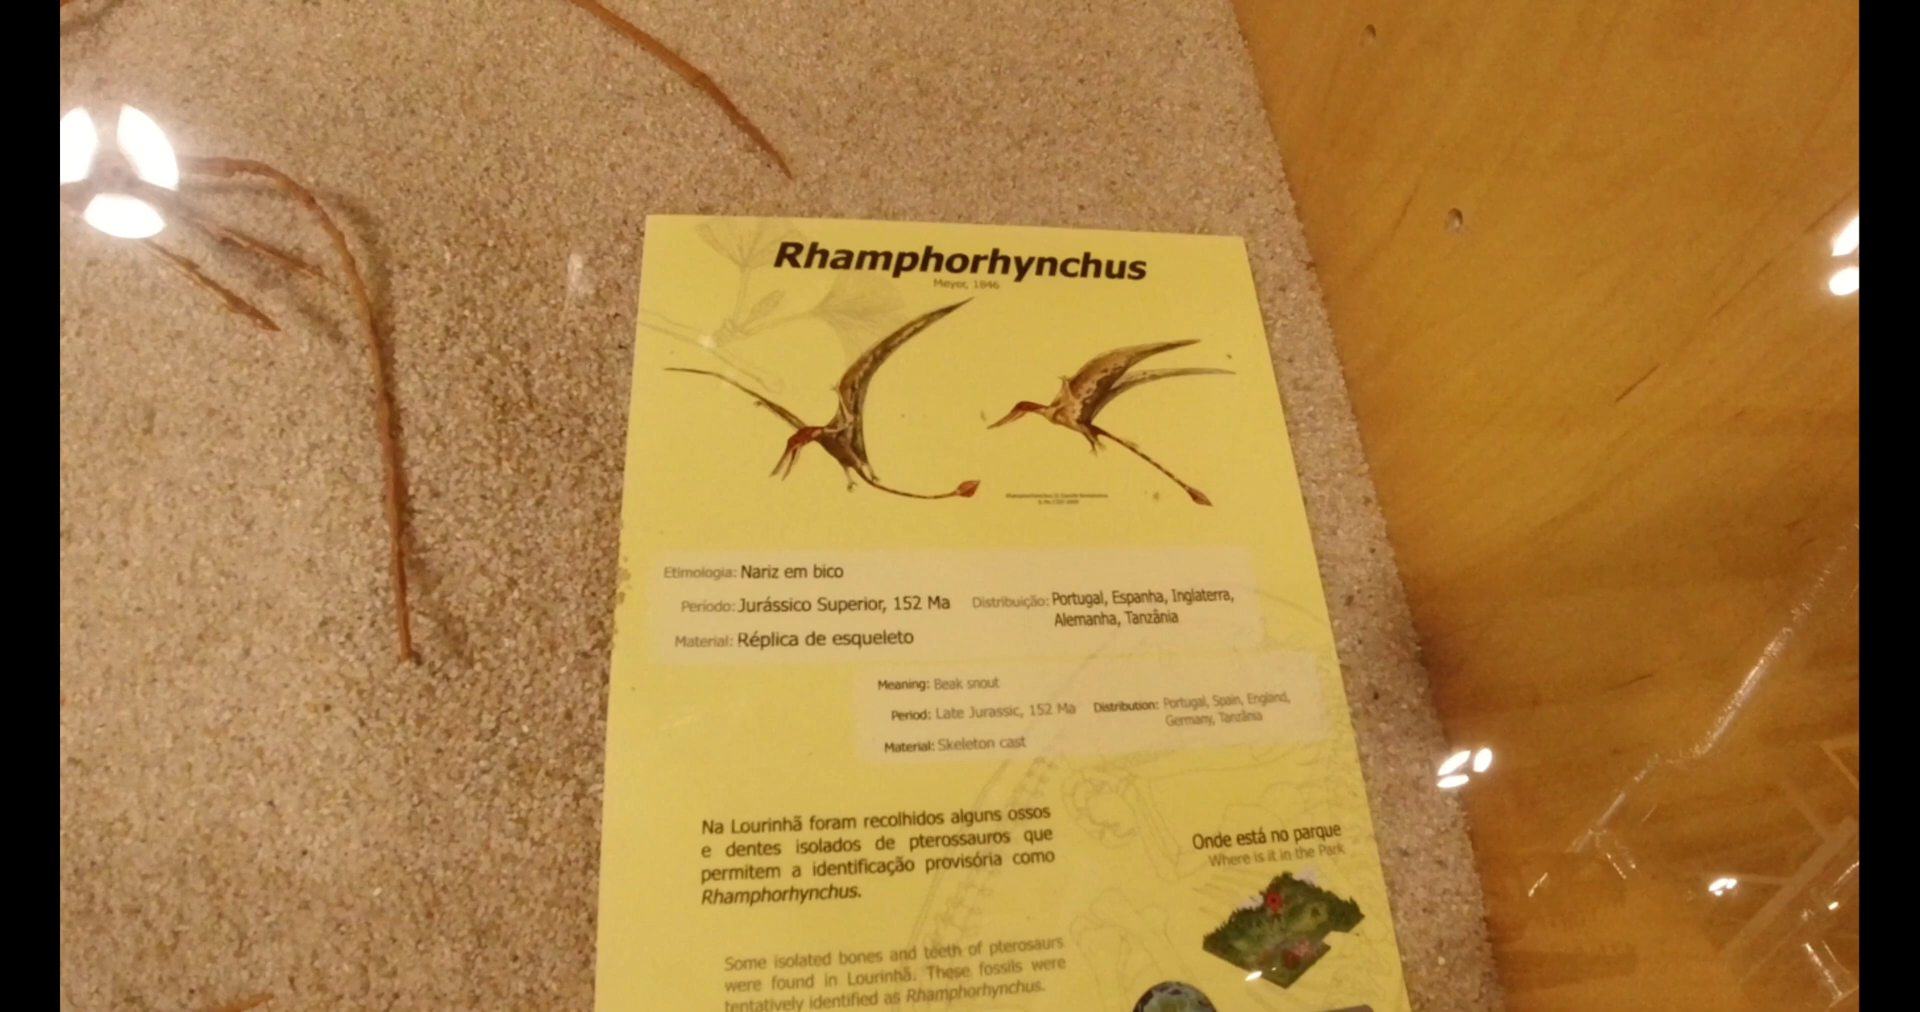 Rhamphorhynchus
Meyer, 1846
Etimologia: Nariz em bico
Período: Jurássico Superior, 152 Ma
Distribuição: Portugal, Espanha, Inglaterra,
Alemanha, Tanzânia
Material: Réplica de esqueleto
Meaning: Beak snout
Period: Late Jurassic, 152 Ma
Distribution: Portugal, Spain, England,
Germany, Tanzânia
Material: Skeleton cast
Na Lourinhã foram recolhidos alguns ossos
e dentes isolados de pterossauros que
permitem a identificação provisória como
Rhamphorhynchus.
Onde está no parque
Where is it in the Park
Some isolated bones and teeth of pterosaurs
were found in Lourinhã. These fossils were
tentatively identified as Rhamphorhynchus.